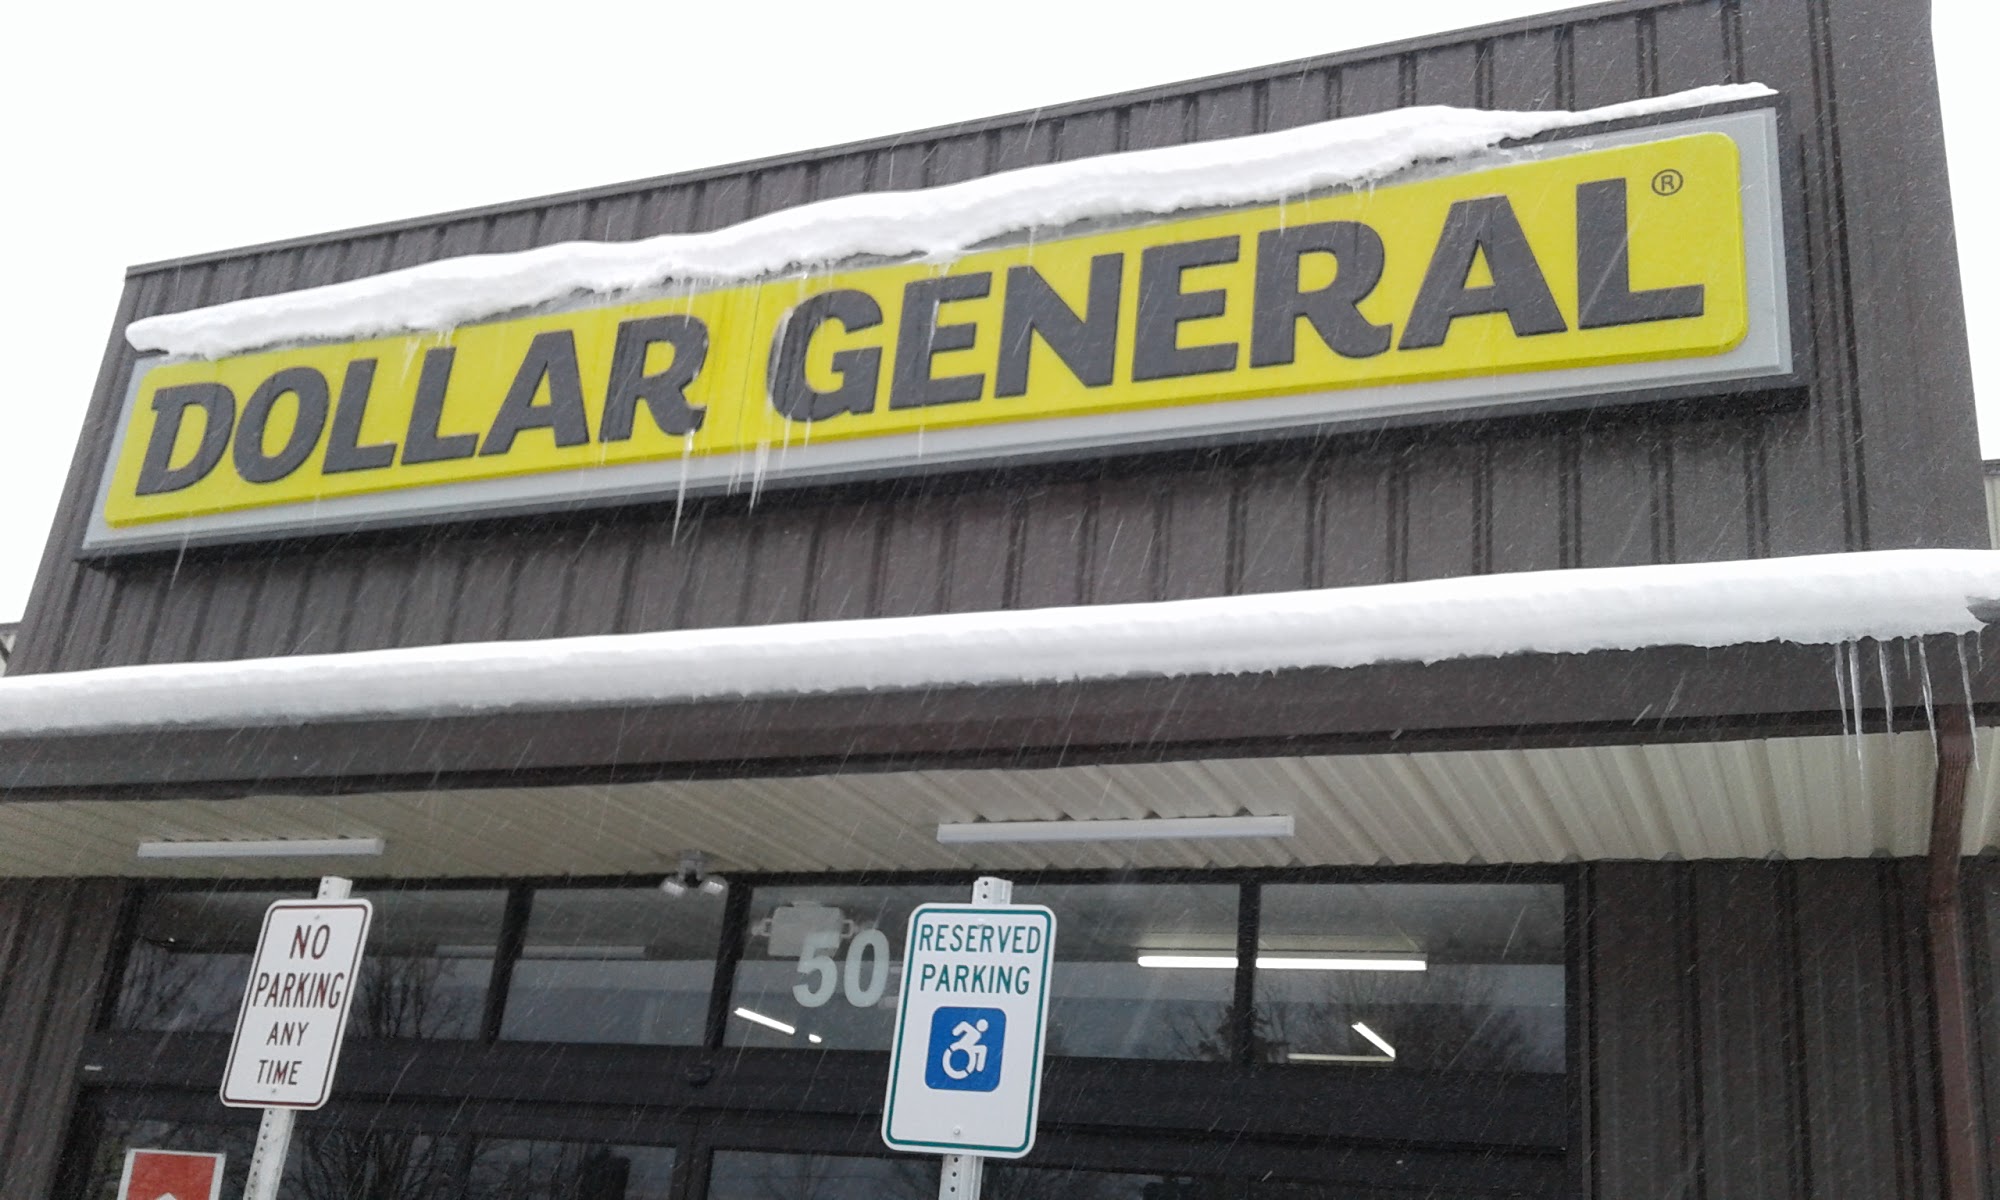 DOLLAR GENERAL®
NO
PARKING
ANY
TIME
50
RESERVED
PARKING